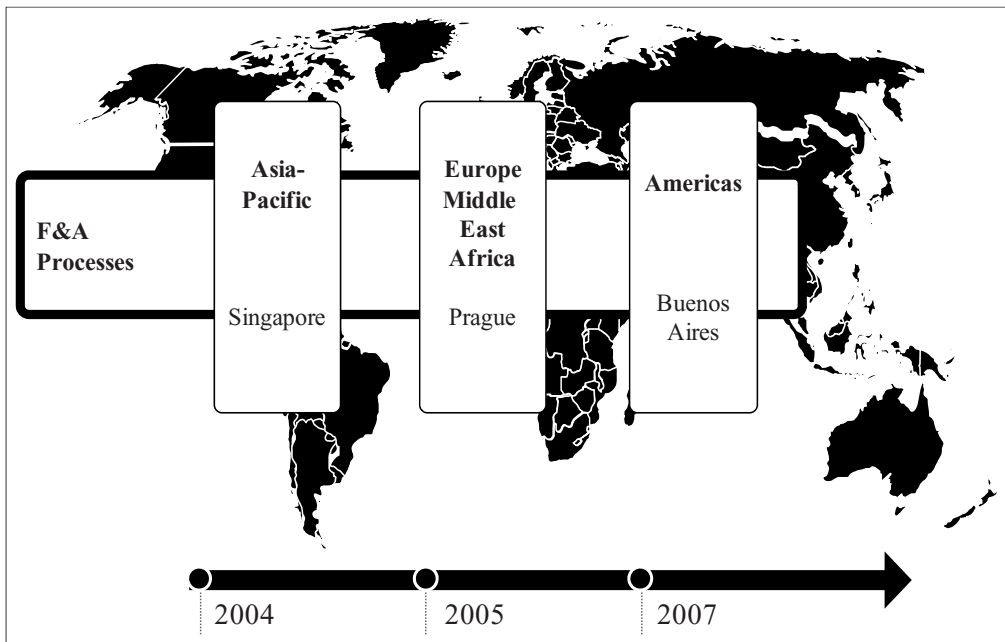 F&A
Processes
Asia-
Pacific
Singapore
Europe
Middle
East
Africa
Prague
Americas
Buenos
Aires
2004
2005
2007